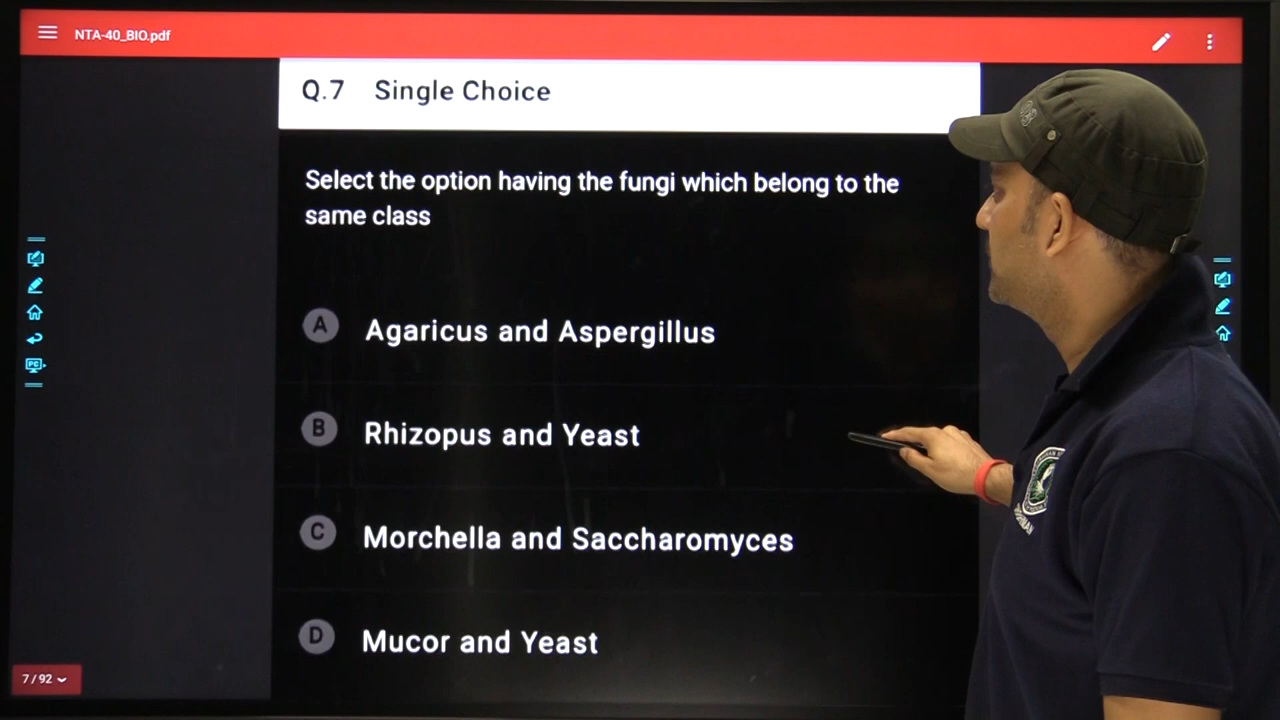 NTA-40_BIO.pdf
Q.7 Single Choice
Select the option having the fungi which belong to the
same class
A Agaricus and Aspergillus
B Rhizopus and Yeast
C Morchella and Saccharomyces
D Mucor and Yeast
PC
7 / 92